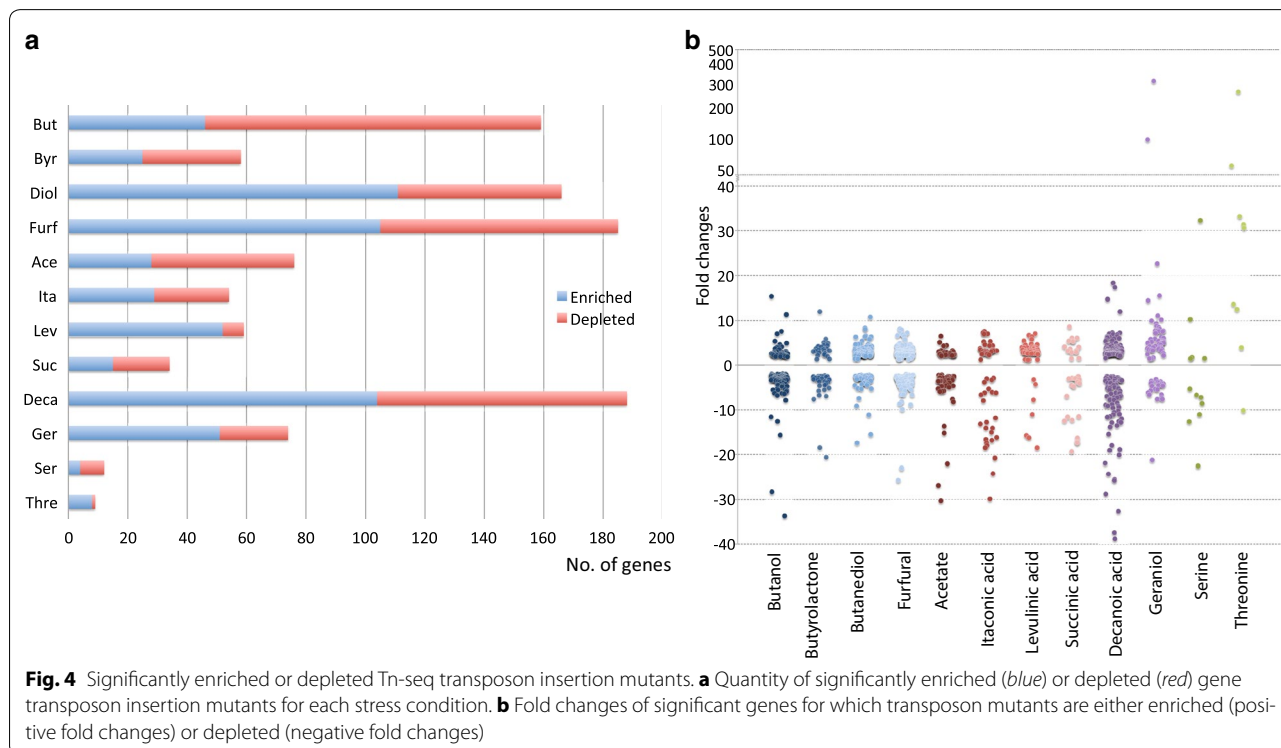 a
But
Byr
Diol
Furf
Ace
Ita
Lev
Suc
Deca
Ger
Ser
Thre
0 20 40 60 80 100 120 140 160 180 200
No. of genes
Enriched
Depleted
b
500
400
300
200
100
50
40
30
20
10
0
-10
-20
-30
-40
Fold changes
Butanol
Butyrolactone
Butanediol
Furfural
Acetate
Itaconic acid
Levulinic acid
Succinic acid
Decanoic acid
Geraniol
Serine
Threonine
Fig. 4 Significantly enriched or depleted Tn-seq transposon insertion mutants. a Quantity of significantly enriched (blue) or depleted (red) gene
transposon insertion mutants for each stress condition. b Fold changes of significant genes for which transposon mutants are either enriched (posi-
tive fold changes) or depleted (negative fold changes)